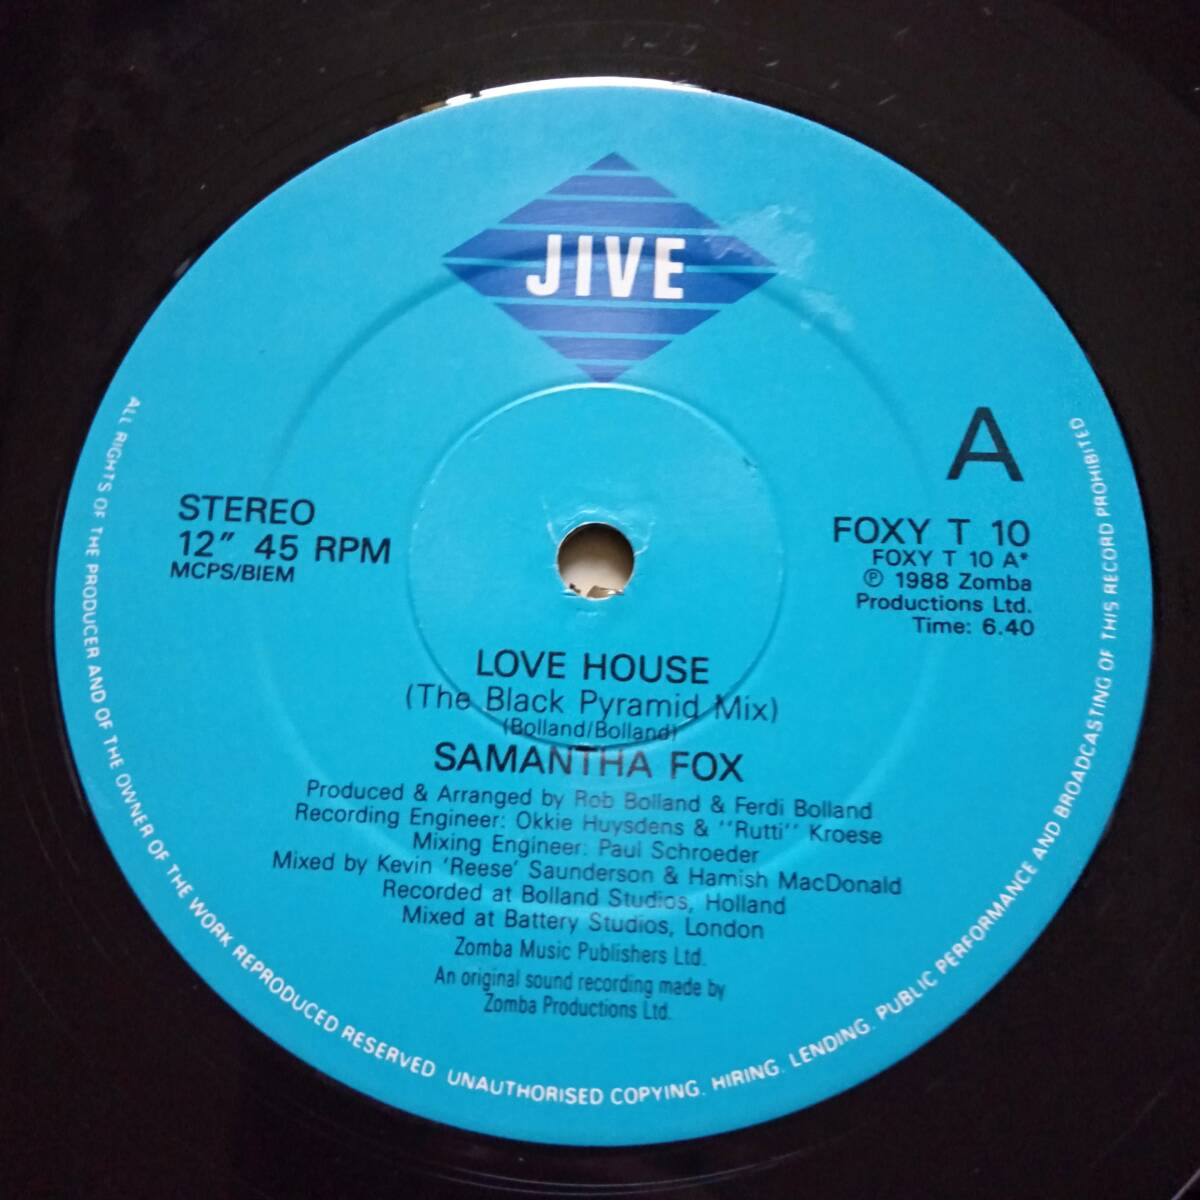 JIVE
A
STEREO
12" 45 RPM
MCPS/BIEM
FOXY T 10
FOXY T 10 A*
℗ 1988 Zomba
Productions Ltd.
Time: 6.40
LOVE HOUSE
(The Black Pyramid Mix)
(Bolland/Bolland)
SAMANTHA FOX
Produced & Arranged by Rob Bolland & Ferdi Bolland
Recording Engineer: Okkie Huysdens & "Rutti" Kroese
Mixing Engineer: Paul Schroeder
Mixed by Kevin 'Reese' Saunderson & Hamish MacDonald
Recorded at Bolland Studios, Holland
Mixed at Battery Studios, London
Zomba Music Publishers Ltd.
An original sound recording made by
Zomba Productions Ltd.
ALL RIGHTS OF THE PRODUCER AND OF THE OWNER OF THE WORK REPRODUCED RESERVED UNAUTHORISED COPYING. HIRING. LENDING. PUBLIC PERFORMANCE AND BROADCASTING OF THIS RECORD PROHIBITED